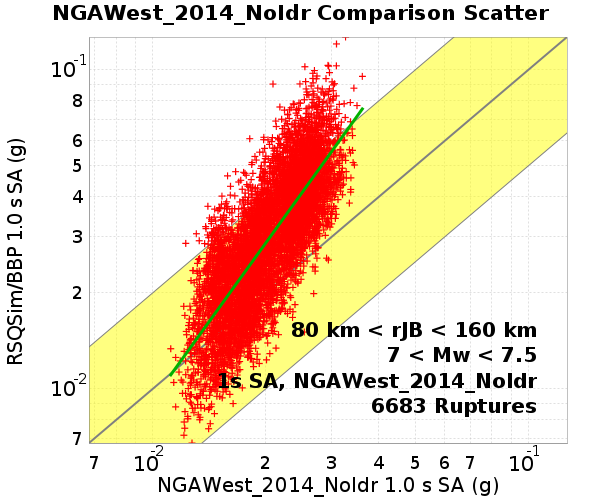 NGAWest_2014_NoIdr Comparison Scatter
RSQSim/BBP 1.0 s SA (g)
10⁻¹
8
6
5
4
3
2
10⁻²
7
80 km < rJB < 160 km
7 < Mw < 7.5
1s SA, NGAWest_2014_NoIdr
6683 Ruptures
7 10⁻² 2 3 4 5 6 7 10⁻¹
NGAWest_2014_NoIdr 1.0 s SA (g)